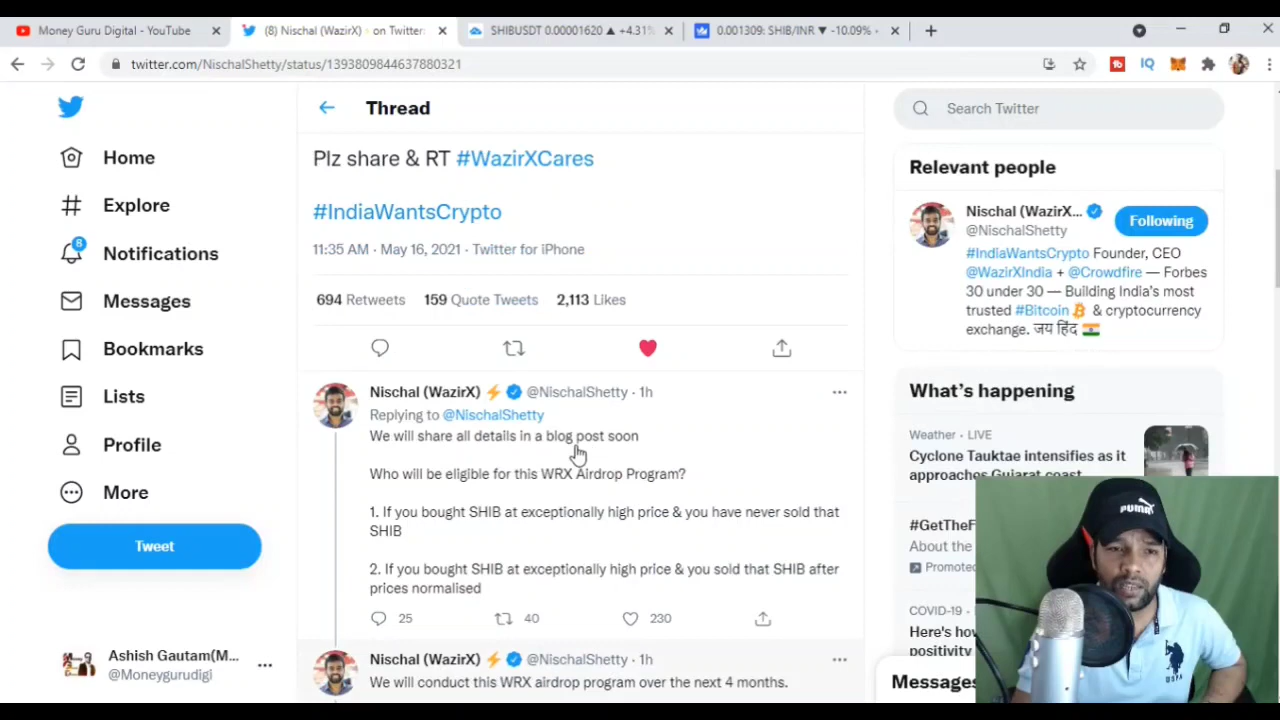 Money Guru Digital - YouTube
(8) Nischal (WazirX) on Twitter:
SHIBUSDT 0.00001620 ▲ +4.31%
0.001309: SHIB/INR ▼ -10.09% -
twitter.com/NischalShetty/status/1393809844637880321
Home
Explore
8
Notifications
Messages
Bookmarks
Lists
Profile
More
Tweet
Ashish Gautam(M...
@Moneygurudigi
Thread
Plz share & RT #WazirXCares
#IndiaWantsCrypto
11:35 AM · May 16, 2021 · Twitter for iPhone
694 Retweets 159 Quote Tweets 2,113 Likes
Nischal (WazirX) ⚡ @NischalShetty · 1h
Replying to @NischalShetty
We will share all details in a blog post soon
Who will be eligible for this WRX Airdrop Program?
1. If you bought SHIB at exceptionally high price & you have never sold that
SHIB
2. If you bought SHIB at exceptionally high price & you sold that SHIB after
prices normalised
25 40 230
Nischal (WazirX) ⚡ @NischalShetty · 1h
We will conduct this WRX airdrop program over the next 4 months.
Search Twitter
Relevant people
Nischal (WazirX...
@NischalShetty
Following
#IndiaWantsCrypto Founder, CEO
@WazirXIndia + @Crowdfire — Forbes
30 under 30 — Building India's most
trusted #Bitcoin & cryptocurrency
exchange. जय हिंद 🇮🇳
What's happening
Weather · LIVE
Cyclone Tauktae intensifies as it
approaches Gujarat coast
#GetTheF
About the
Promoted
COVID-19 ·
Here's how
positivity
Messages
PUMA